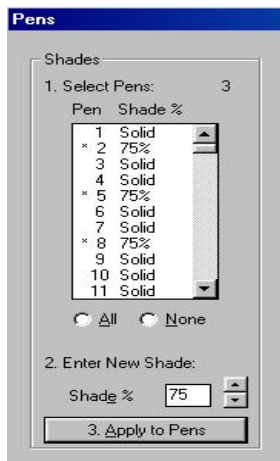 Pens
Shades
1. Select Pens: 3
Pen Shade %
1 Solid
* 2 75%
3 Solid
4 Solid
* 5 75%
6 Solid
7 Solid
* 8 75%
9 Solid
10 Solid
11 Solid
All None
2. Enter New Shade:
Shade % 75
3. Apply to Pens